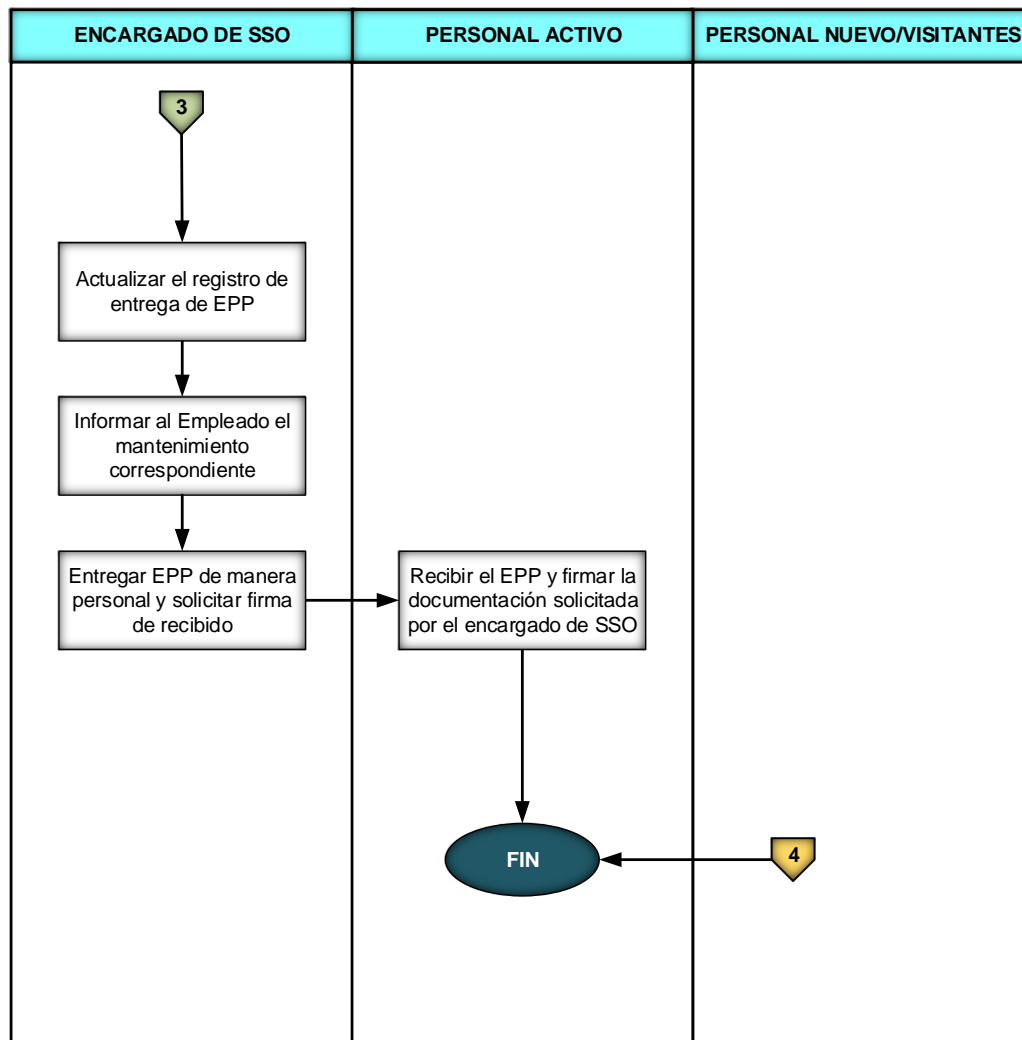 ENCARGADO DE SSO
PERSONAL ACTIVO
PERSONAL NUEVO/VISITANTES
3
Actualizar el registro de
entrega de EPP
Informar al Empleado el
mantenimiento
correspondiente
Entregar EPP de manera
personal y solicitar firma
de recibido
Recibir el EPP y firmar la
documentación solicitada
por el encargado de SSO
FIN
4